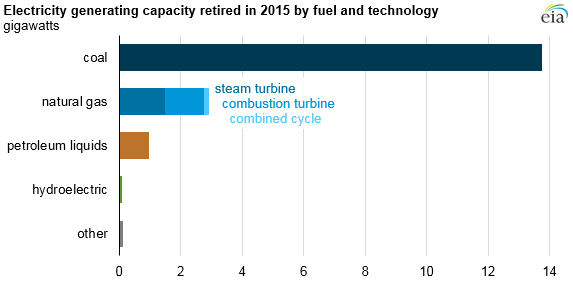 Electricity generating capacity retired in 2015 by fuel and technology
gigawatts
eia
coal
natural gas
steam turbine
combustion turbine
combined cycle
petroleum liquids
hydroelectric
other
0 2 4 6 8 10 12 14